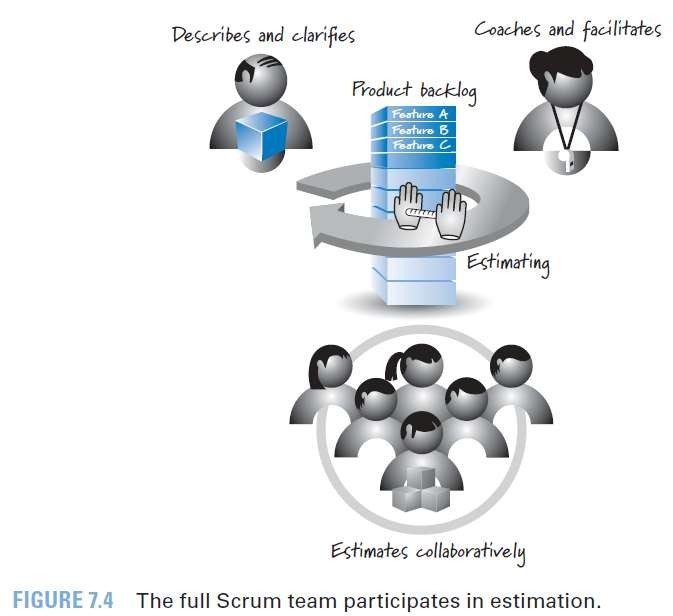 Describes and clarifies
Coaches and facilitates
Product backlog
Feature A
Feature B
Feature C
Estimating
Estimates collaboratively
FIGURE 7.4 The full Scrum team participates in estimation.